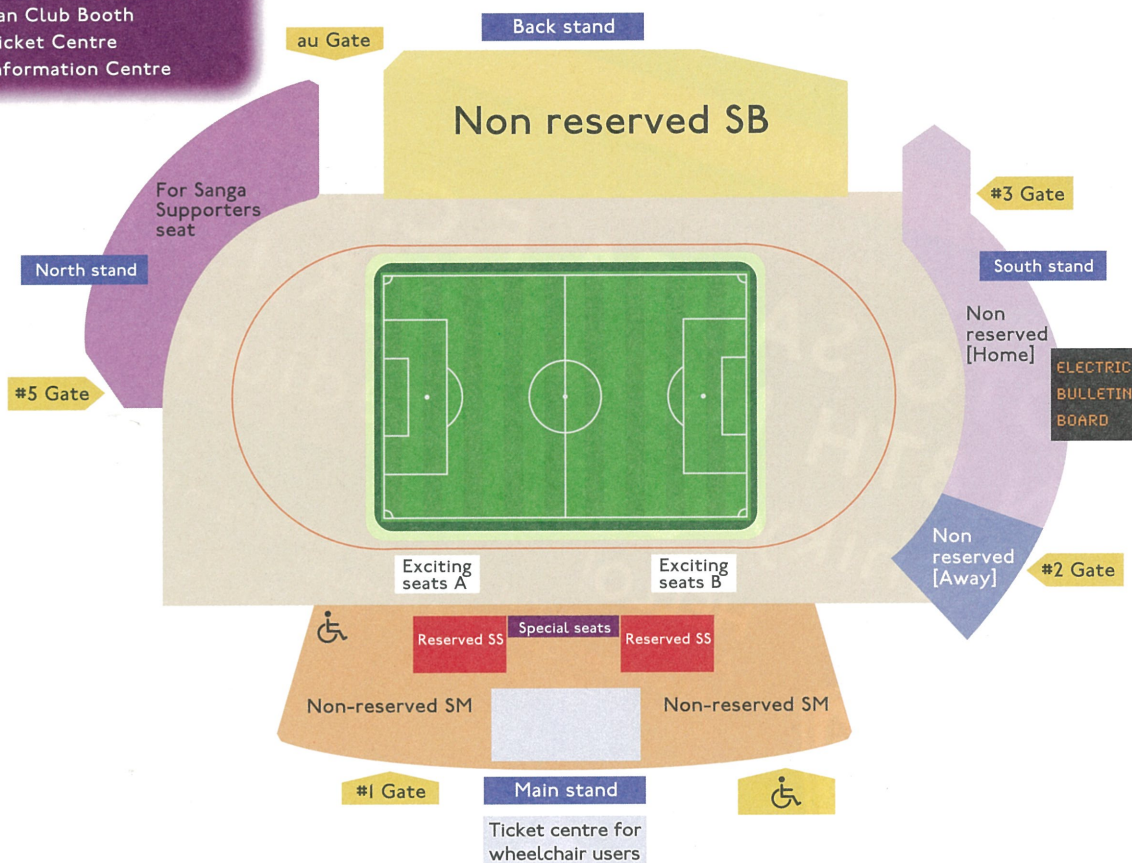 an Club Booth
icket Centre
nformation Centre
au Gate
Back stand
Non reserved SB
For Sanga
Supporters
seat
#3 Gate
North stand
South stand
Non
reserved
[Home]
#5 Gate
ELECTRIC
BULLETIN
BOARD
Non
reserved
[Away]
#2 Gate
Exciting
seats A
Exciting
seats B
Reserved SS
Special seats
Reserved SS
Non-reserved SM
Non-reserved SM
#1 Gate
Main stand
Ticket centre for
wheelchair users